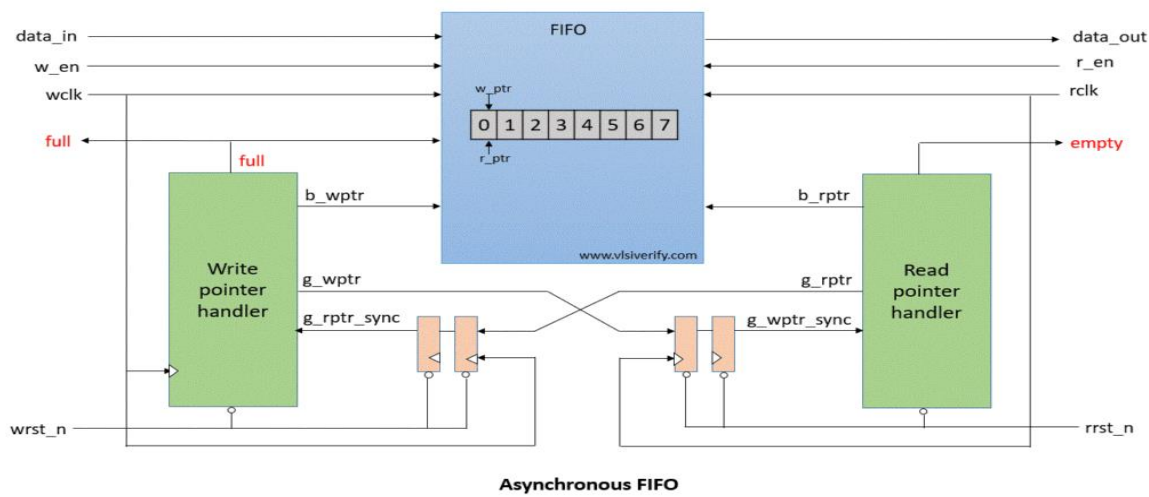 data_in
w_en
wclk
full
full
FIFO
w_ptr
0 1 2 3 4 5 6 7
r_ptr
www.vlsiverify.com
data_out
r_en
rclk
empty
b_wptr
b_rptr
Write
pointer
handler
g_wptr
g_rptr_sync
g_rptr
g_wptr_sync
Read
pointer
handler
wrst_n
rrst_n
Asynchronous FIFO